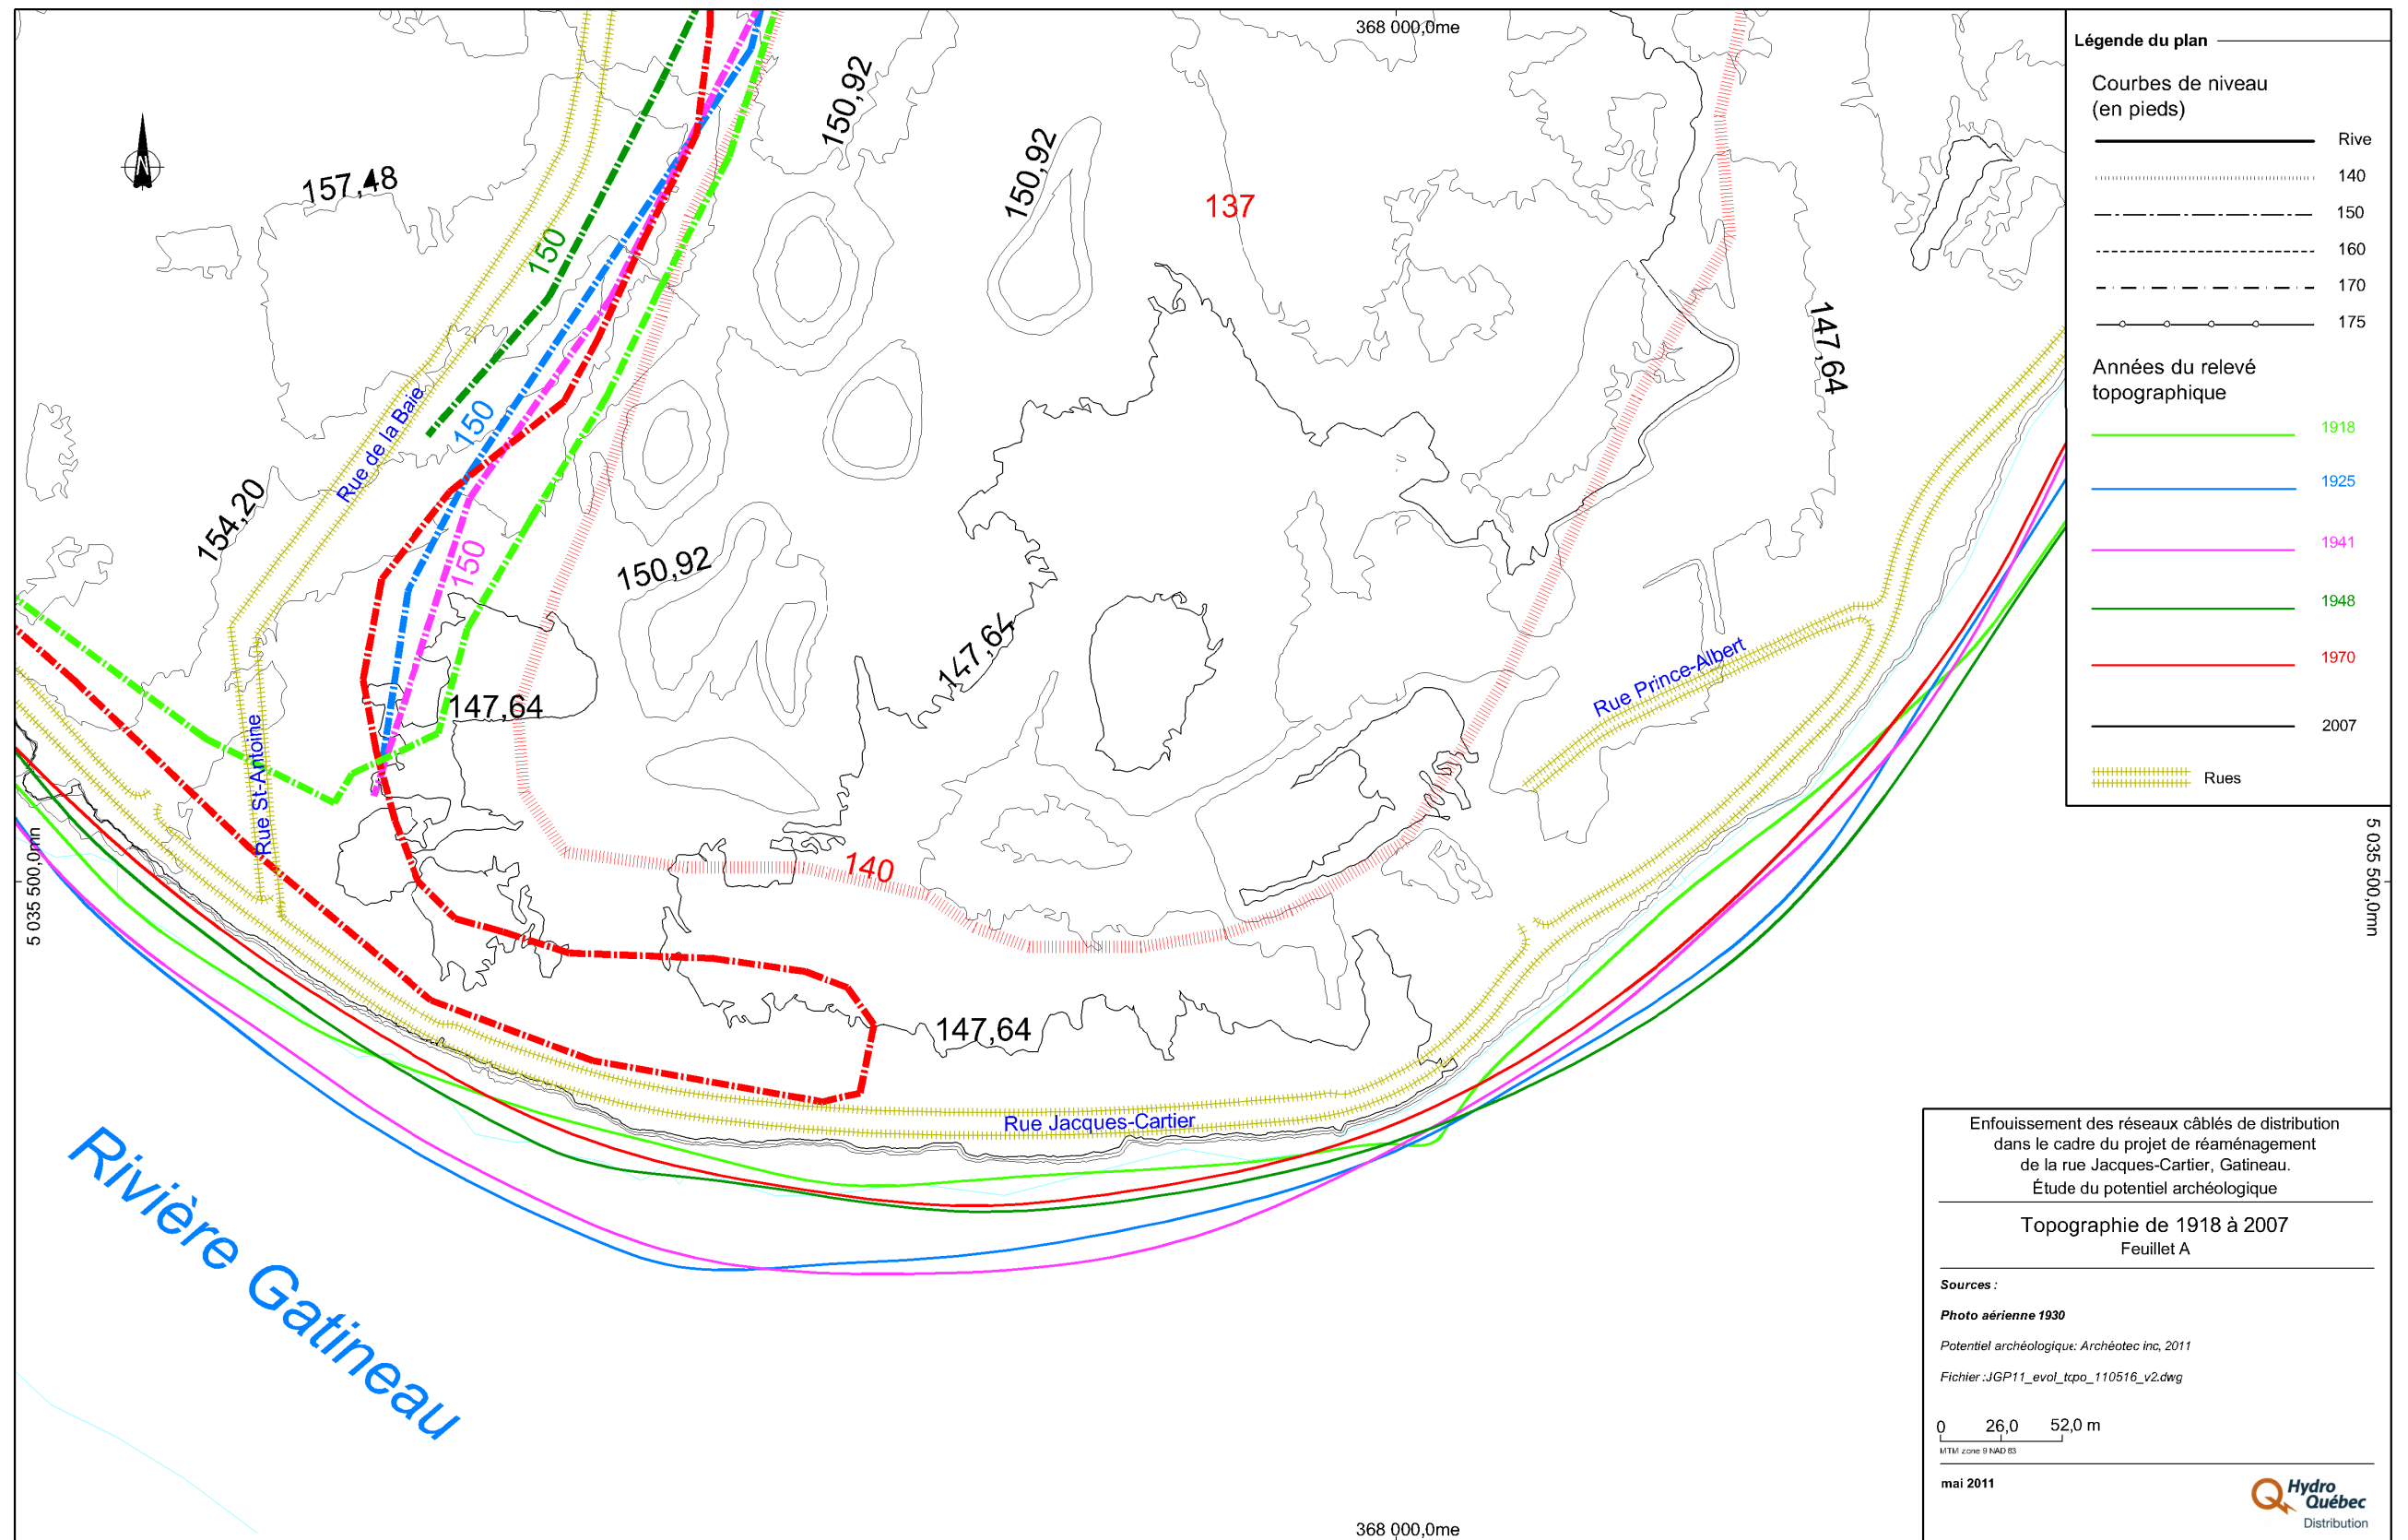 368 000,0me
N
157,48
150,92
150,92
137
150
150
150
154,20
150,92
147,64
147,64
147,64
147,64
140
Rue de la Baie
Rue St-Antoine
Rue Prince-Albert
Rue Jacques-Cartier
Rivière Gatineau
5 035 500,0mn
5 035 500,0mn
368 000,0me
Légende du plan
Courbes de niveau
(en pieds)
Rive
140
150
160
170
175
Années du relevé
topographique
1918
1925
1941
1948
1970
2007
Rues
Enfouissement des réseaux câblés de distribution
dans le cadre du projet de réaménagement
de la rue Jacques-Cartier, Gatineau.
Étude du potentiel archéologique
Topographie de 1918 à 2007
Feuillet A
Sources :
Photo aérienne 1930
Potentiel archéologique: Archéotec inc, 2011
Fichier :JGP11_evol_topo_110516_v2.dwg
0 26,0 52,0 m
MTM zone 9 NAD 83
mai 2011
Hydro
Québec
Distribution